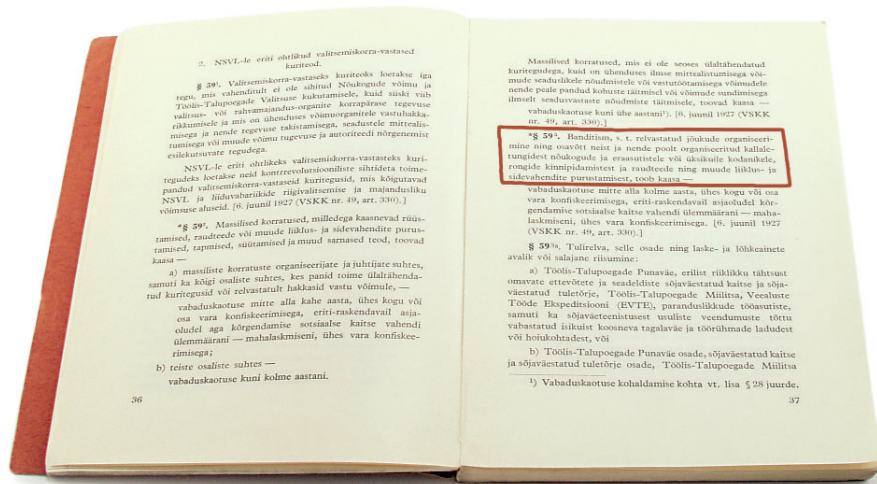 2. NSVL-le eriti ohtlikud valitsemiskorra-vastased
kuriteod.
§ 59¹. Valitsemiskorra-vastaseks kuriteoks loetakse iga
tegu, mis vahenditult ei ole sihitud Nõukogude võimu ja
Töölis-Talupoegade Valitsuse kukutamisele, kuid siiski viib
valitsus- või rahvamajandus-organite korrapärase tegevuse
rikkumisele ja mis on ühenduses võimuorganitele vastuhakka-
misega ja nende tegevuse takistamisega, seadustele mittealis-
tumisega või muude võimu tugevuse ja autoriteedi nõrgenemist
esilekutsuvate tegudega.
NSVL-le eriti ohtlikeks valitsemiskorra-vastasteks kuri-
tegudeks loetakse neid kontrrevolutsiooniliste sihtideta toime-
pandud valitsemiskorra-vastaseid kuritegusid, mis kõigutavad
NSVL ja liiduvabariikide riigivalitsemise ja majandusliku
võimsuse aluseid. [6. juunil 1927 (VSKK nr. 49, art. 330).]
*§ 59². Massilised korratused, milledega kaasnevad rüüs-
tamised, raudteede või muude liiklus- ja sidevahendite purus-
tamised, tapmised, süütamised ja muud sarnased teod, toovad
kaasa —
a) massiliste korratuste organiseerijate ja juhtijate suhtes,
samuti ka kõigi osaliste suhtes, kes panid toime ülaltähenda-
tud kuritegusid või relvastatult hakkasid vastu võimule, —
vabaduskaotuse mitte alla kahe aasta, ühes kogu või
osa vara konfiskeerimisega, eriti-raskendavail asja-
oludel aga kõrgendamise sotsiaalse kaitse vahendi
ülemmäärani — mahalaskmiseni, ühes vara konfiskee-
rimisega;
b) teiste osaliste suhtes —
vabaduskaotuse kuni kolme aastani.
36
Massilised korratused, mis ei ole seoses ülaltähendatud
kuritegudega, kuid on ühenduses ilmse mittealistumisega või-
mude seaduslikele nõudmistele või vastutöötamisega võimudele
nende peale pandud kohuste täitmisel või võimude sundimisega
ilmselt seadusvastaste nõudmiste täitmisele, toovad kaasa —
vabaduskaotuse kuni ühe aastani¹). [6. juunil 1927 (VSKK
nr. 49, art. 330).]
*§ 59³. Banditism, s. t. relvastatud jõukude organiseeri-
mine ning osavõtt neist ja nende poolt organiseeritud kallale-
tungidest nõukogude ja eraasutistele või üksikuile kodanikele,
rongide kinnipidamistest ja raudteede ning muude liiklus- ja
sidevahendite purustamisest, toob kaasa —
vabaduskaotuse mitte alla kolme aasta, ühes kogu või osa
vara konfiskeerimisega, eriti-raskendavail asjaoludel kõr-
gendamise sotsiaalse kaitse vahendi ülemmäärani — maha-
laskmiseni, ühes vara konfiskeerimisega. [6. juunil 1927
(VSKK nr. 49, art. 330).]
§ 59³ᵃ. Tulirelva, selle osade ning laske- ja lõhkeainete
avalik või salajane riisumine:
a) Töölis-Talupoegade Punaväe, erilist riiklikku tähtsust
omavate ettevõtete ja seadeldiste sõjaväestatud kaitse ja sõja-
väestatud tuletõrje, Töölis-Talupoegade Miilitsa, Veealuste
Tööde Ekspeditsiooni (EVTE), paranduslikkude tööasutiste,
samuti ka sõjaväeteenistusest usuliste veendumuste tõttu
vabastatud isikuist koosneva tagalaväe ja töörühmade ladudest
või hoiukohtadest, või
b) Töölis-Talupoegade Punaväe osade, sõjaväestatud kaitse
ja sõjaväestatud tuletõrje osade, Töölis-Talupoegade Miilitsa
¹) Vabaduskaotuse kohaldamise kohta vt. lisa § 28 juurde.
37